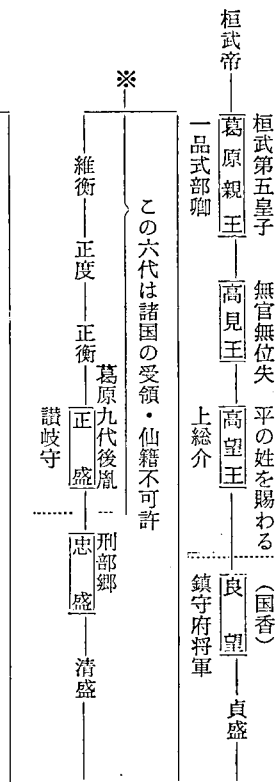 桓武帝
桓武第五皇子
葛原親王
一品式部卿
無官無位失
高見王
平の姓を賜わる
高望王
上総介
(国香)
良望
鎮守府将軍
貞盛
※
この六代は諸国の受領・仙籍不可許
維衡
正度
正衡
葛原九代後胤
正盛
讃岐守
刑部郷
忠盛
清盛